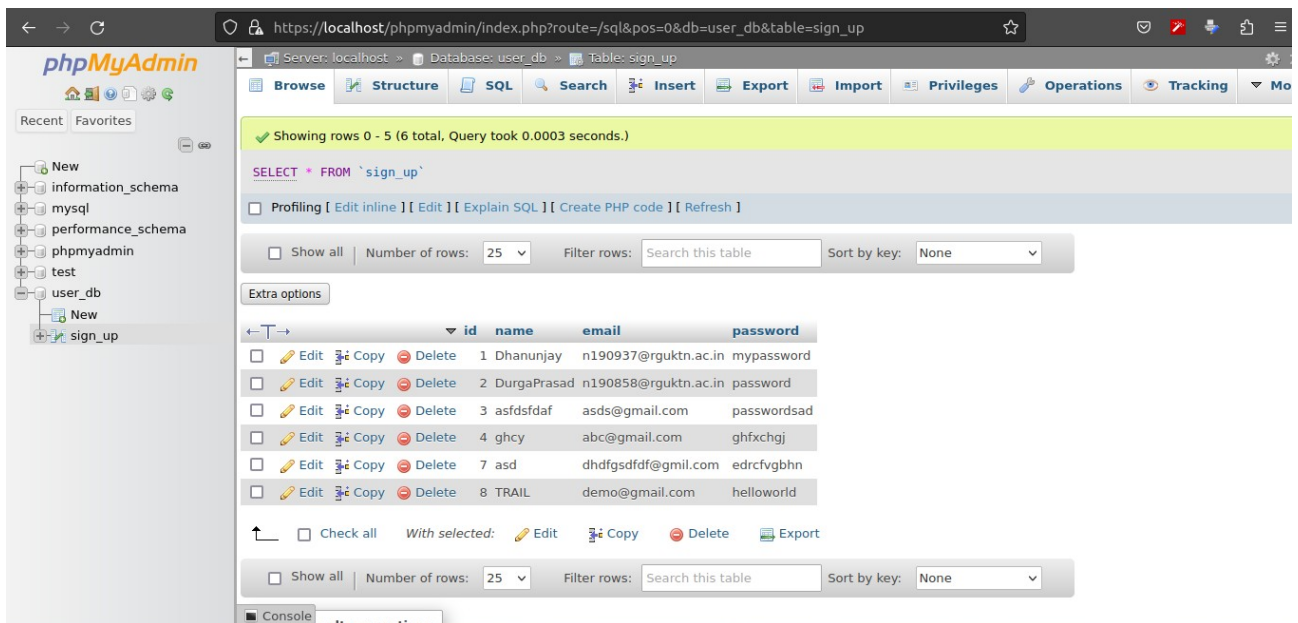 https://localhost/phpmyadmin/index.php?route=/sql&pos=0&db=user_db&table=sign_up
phpMyAdmin
Server: localhost » Database: user_db » Table: sign_up
Browse Structure SQL Search Insert Export Import Privileges Operations Tracking Mo
Recent Favorites
New
information_schema
mysql
performance_schema
phpmyadmin
test
user_db
New
sign_up
Showing rows 0 - 5 (6 total, Query took 0.0003 seconds.)
SELECT * FROM `sign_up`
Profiling [ Edit inline ] [ Edit ] [ Explain SQL ] [ Create PHP code ] [ Refresh ]
Show all | Number of rows: 25 Filter rows: Search this table Sort by key: None
Extra options
←T→ id name email password
Edit Copy Delete 1 Dhanunjay n190937@rguktn.ac.in mypassword
Edit Copy Delete 2 DurgaPrasad n190858@rguktn.ac.in password
Edit Copy Delete 3 asfdsfdaf asds@gmail.com passwordsad
Edit Copy Delete 4 ghcy abc@gmail.com ghfxchgj
Edit Copy Delete 7 asd dhdfgsdfdf@gmil.com edrcfvgbhn
Edit Copy Delete 8 TRAIL demo@gmail.com helloworld
Check all With selected: Edit Copy Delete Export
Show all | Number of rows: 25 Filter rows: Search this table Sort by key: None
Console